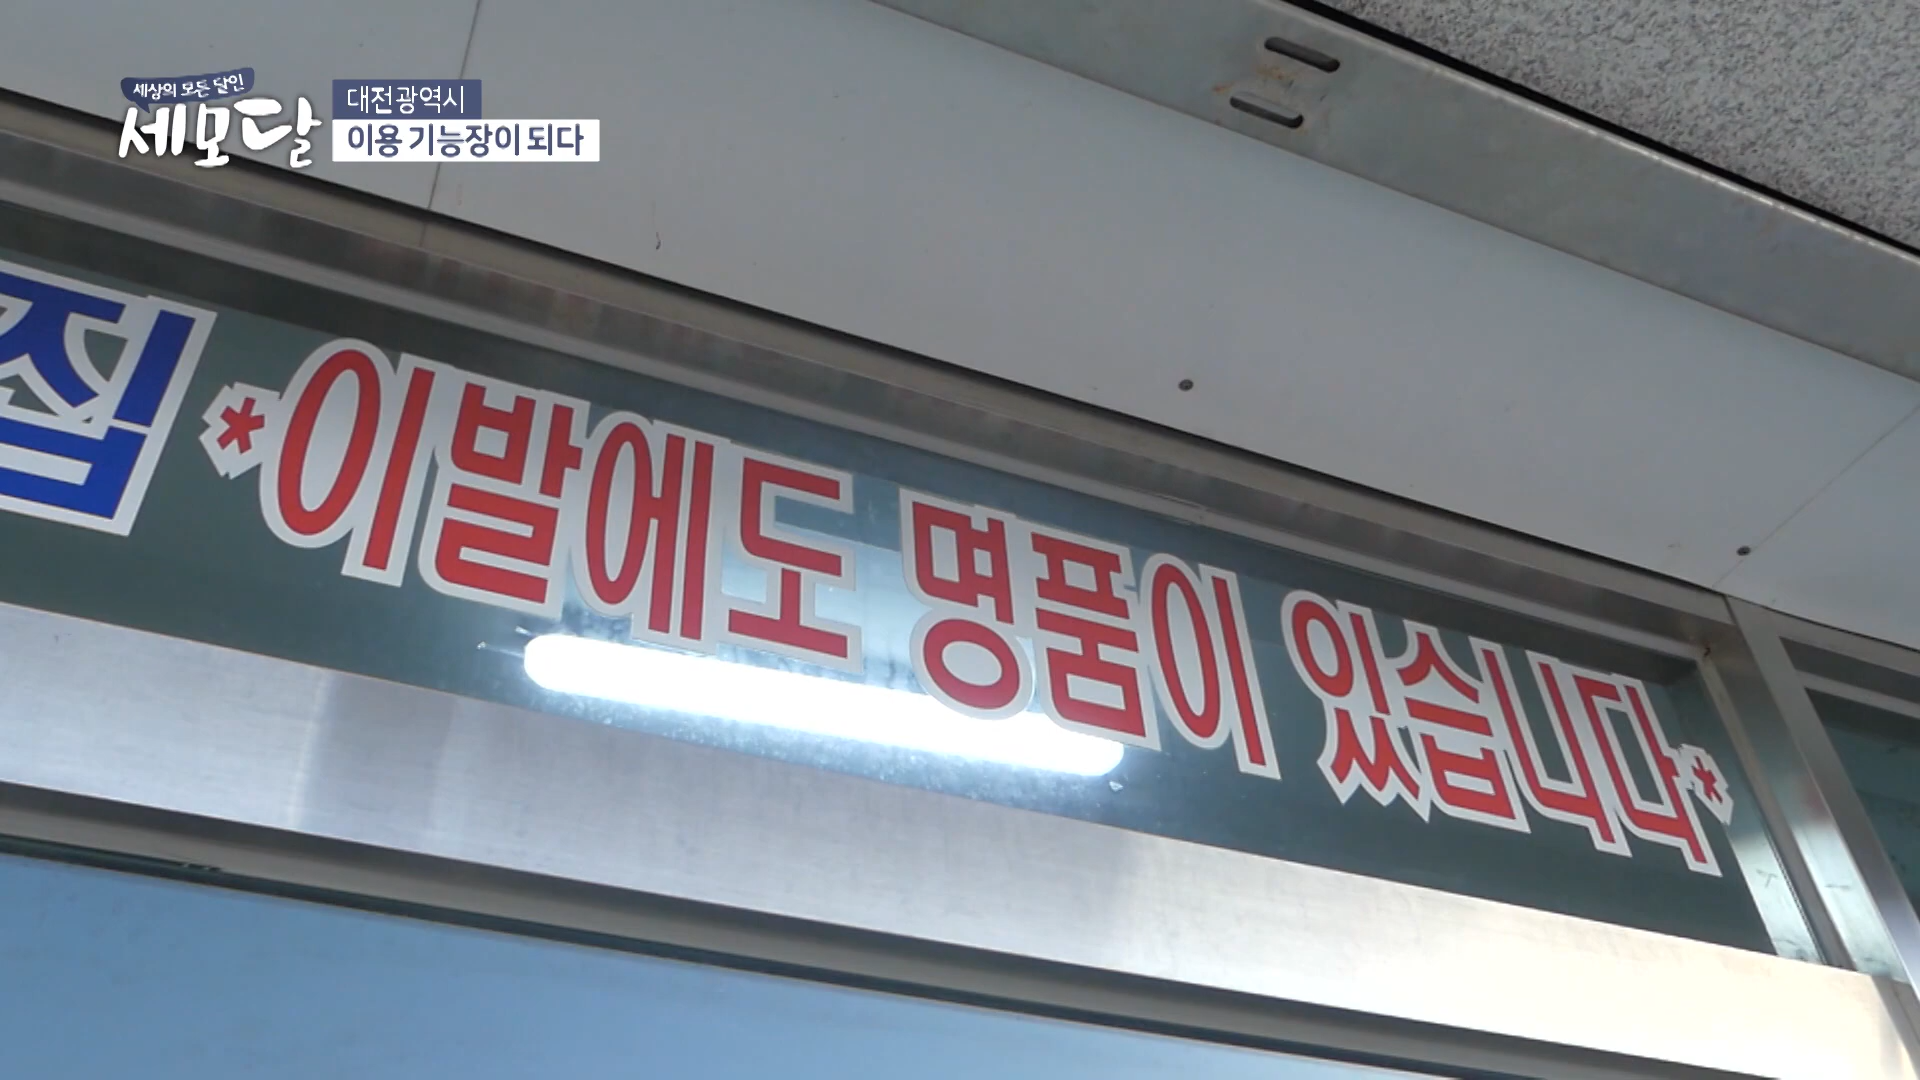 세상의 모든 달인
세모달
대전광역시
이용 기능장이 되다
집 *이발에도 명품이 있습니다*